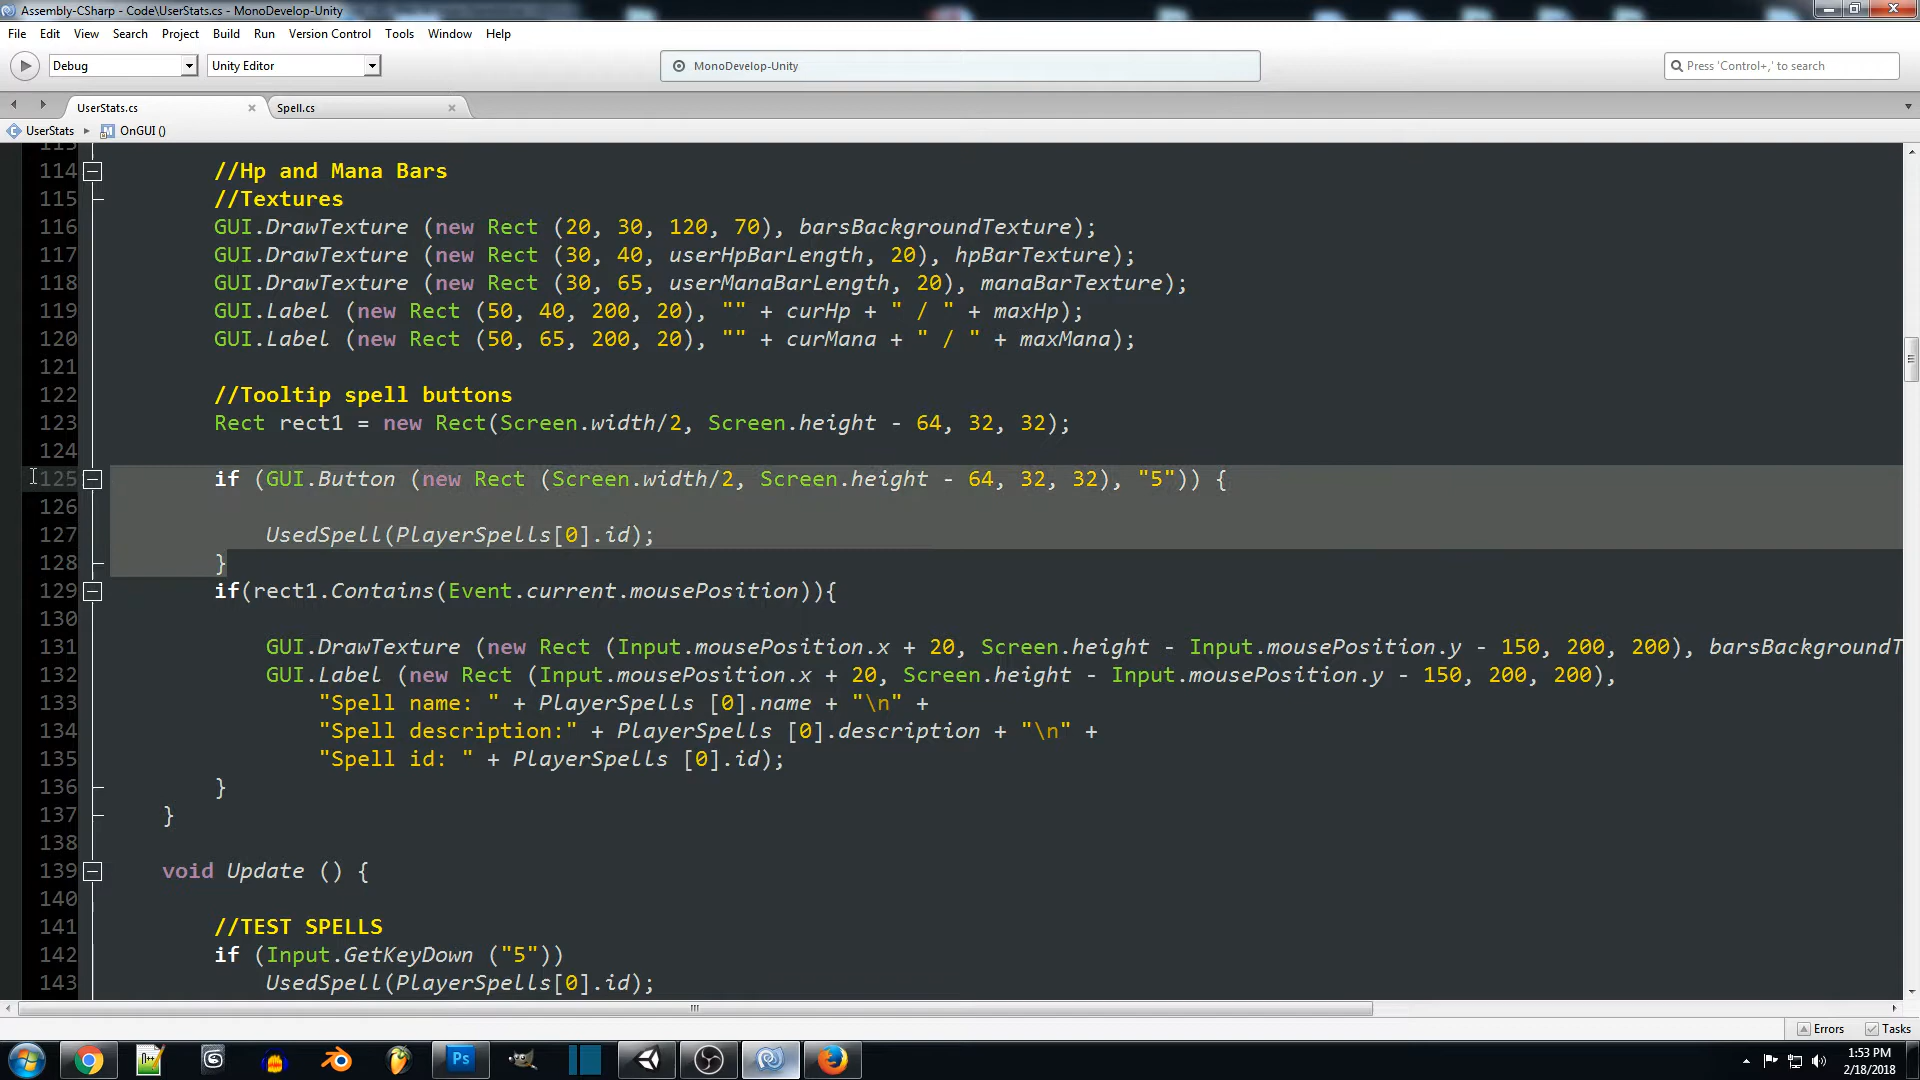 Assembly-CSharp - Code\UserStats.cs - MonoDevelop-Unity
File Edit View Search Project Build Run Version Control Tools Window Help
Debug Unity Editor MonoDevelop-Unity Press 'Control+,' to search
UserStats.cs Spell.cs
UserStats OnGUI ()
113
114 //Hp and Mana Bars
115 //Textures
116 GUI.DrawTexture (new Rect (20, 30, 120, 70), barsBackgroundTexture);
117 GUI.DrawTexture (new Rect (30, 40, userHpBarLength, 20), hpBarTexture);
118 GUI.DrawTexture (new Rect (30, 65, userManaBarLength, 20), manaBarTexture);
119 GUI.Label (new Rect (50, 40, 200, 20), "" + curHp + " / " + maxHp);
120 GUI.Label (new Rect (50, 65, 200, 20), "" + curMana + " / " + maxMana);
121
122 //Tooltip spell buttons
123 Rect rect1 = new Rect(Screen.width/2, Screen.height - 64, 32, 32);
124
125 if (GUI.Button (new Rect (Screen.width/2, Screen.height - 64, 32, 32), "5")) {
126
127 UsedSpell(PlayerSpells[0].id);
128 }
129 if(rect1.Contains(Event.current.mousePosition)){
130
131 GUI.DrawTexture (new Rect (Input.mousePosition.x + 20, Screen.height - Input.mousePosition.y - 150, 200, 200), barsBackgroundT
132 GUI.Label (new Rect (Input.mousePosition.x + 20, Screen.height - Input.mousePosition.y - 150, 200, 200),
133 "Spell name: " + PlayerSpells [0].name + "\n" +
134 "Spell description:" + PlayerSpells [0].description + "\n" +
135 "Spell id: " + PlayerSpells [0].id);
136 }
137 }
138
139 void Update () {
140
141 //TEST SPELLS
142 if (Input.GetKeyDown ("5"))
143 UsedSpell(PlayerSpells[0].id);
Errors Tasks
Ps
1:53 PM
2/18/2018